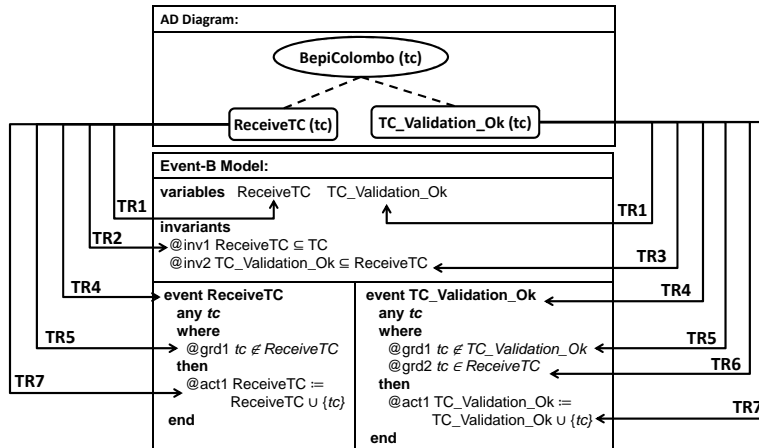 AD Diagram:
BepiColombo (tc)
ReceiveTC (tc) TC_Validation_Ok (tc)
Event-B Model:
variables ReceiveTC TC_Validation_Ok
TR1 TR1
invariants
TR2 @inv1 ReceiveTC ⊆ TC
@inv2 TC_Validation_Ok ⊆ ReceiveTC TR3
TR4 event ReceiveTC
any tc
where
TR5 @grd1 tc ∉ ReceiveTC
then
TR7 @act1 ReceiveTC :=
ReceiveTC ∪ {tc}
end
event TC_Validation_Ok TR4
any tc
where
@grd1 tc ∉ TC_Validation_Ok TR5
@grd2 tc ∈ ReceiveTC TR6
then
@act1 TC_Validation_Ok := TR7
TC_Validation_Ok ∪ {tc}
end